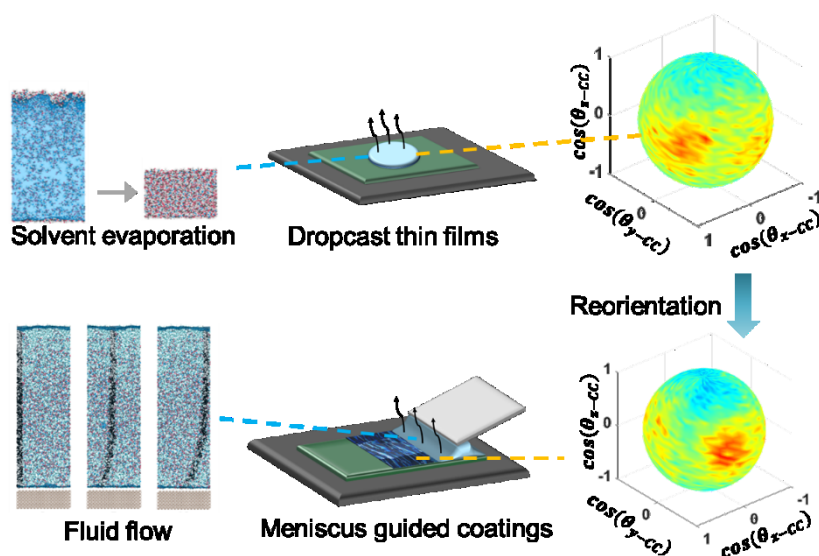 1
0
-1
cos(θz−CC)
cos(θy−CC)
0
1
0
-1
cos(θx−CC)
Solvent evaporation
Dropcast thin films
Reorientation
1
0
-1
cos(θz−CC)
cos(θy−CC)
0
1
0
-1
cos(θx−CC)
Fluid flow
Meniscus guided coatings